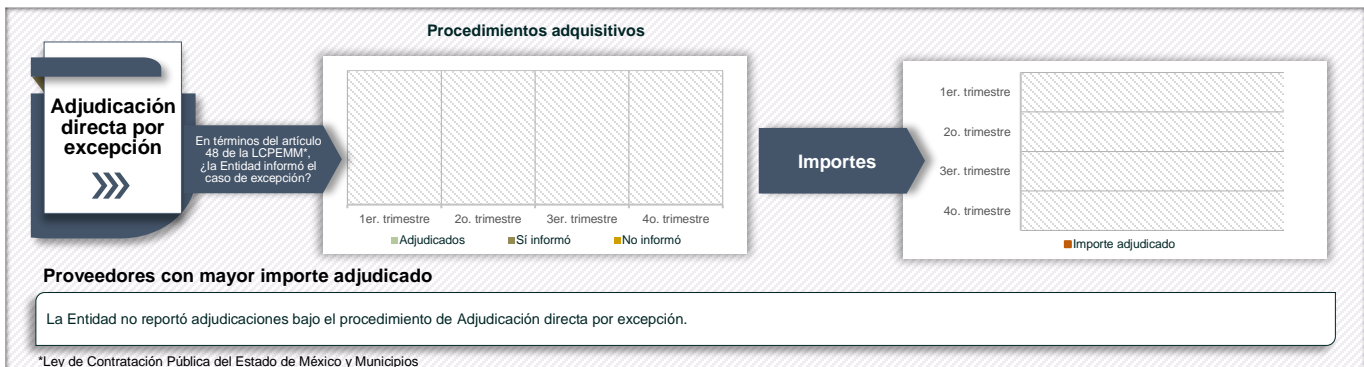 Procedimientos adquisitivos
Adjudicación
directa por
excepción
En términos del artículo
48 de la LCPEMM*,
¿la Entidad informó el
caso de excepción?
1er. trimestre 2o. trimestre 3er. trimestre 4o. trimestre
Adjudicados Sí informó No informó
Importes
1er. trimestre
2o. trimestre
3er. trimestre
4o. trimestre
Importe adjudicado
Proveedores con mayor importe adjudicado
La Entidad no reportó adjudicaciones bajo el procedimiento de Adjudicación directa por excepción.
*Ley de Contratación Pública del Estado de México y Municipios